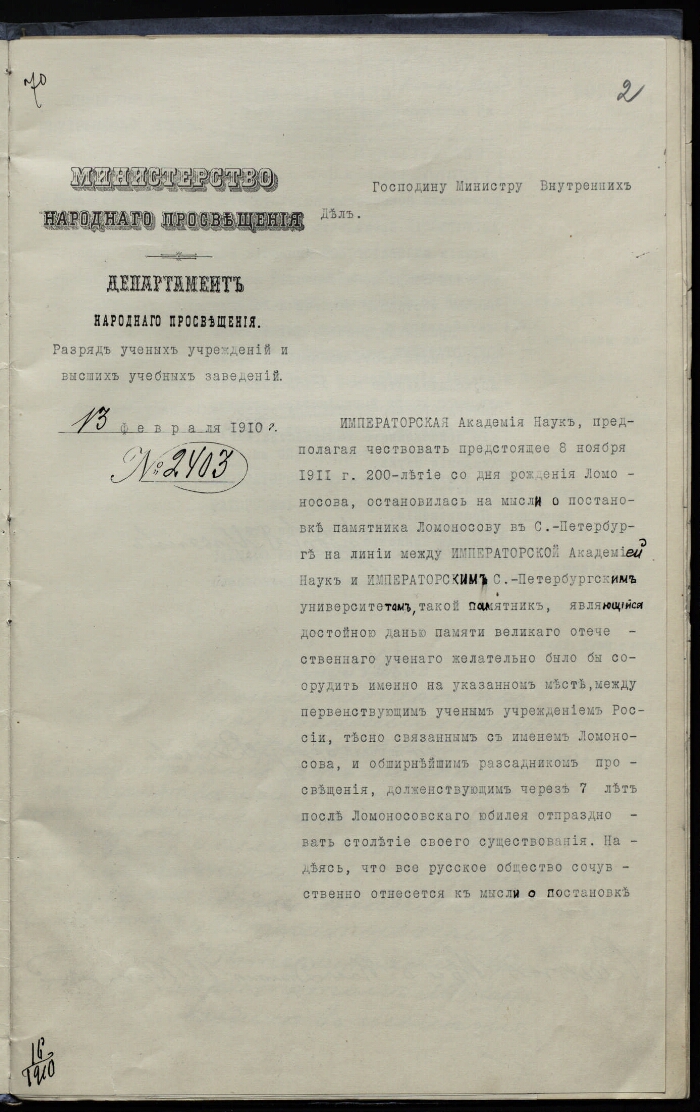 70
2
МИНИСТЕРСТВО
НАРОДНАГО ПРОСВѢЩЕНІЯ
ДЕПАРТАМЕНТЪ
НАРОДНАГО ПРОСВѢЩЕНІЯ.
Разрядъ ученыхъ учрежденій и
высшихъ учебныхъ заведеній.
13 февраля 1910 г.
№ 2403
Господину Министру Внутреннихъ
Дѣлъ.
ИМПЕРАТОРСКАЯ Академія Наукъ, пред-
полагая чествовать предстоящее 8 ноября
1911 г. 200-лѣтіе со дня рожденія Ломо-
носова, остановилась на мысли о постанов-
кѣ памятника Ломоносову въ С.-Петербур-
гѣ на линіи между ИМПЕРАТОРСКОЙ Академіей
Наукъ и ИМПЕРАТОРСКИМЪ С.-Петербургскимъ
университетомъ, такой памятникъ, являющійся
достойною данью памяти великаго отече -
ственнаго ученаго желательно было бы со-
орудить именно на указанномъ мѣстѣ, между
первенствующимъ ученымъ учрежденіемъ Рос-
сіи, тѣсно связаннымъ съ именемъ Ломоно-
сова, и обширнѣйшимъ разсадникомъ про -
свѣщенія, долженствующимъ черезъ 7 лѣтъ
послѣ Ломоносовскаго юбилея отпраздно -
вать столѣтіе своего существованія. На -
дѣясь, что все русское общество сочув -
ственно отнесется къ мысли о постановкѣ
16
1910